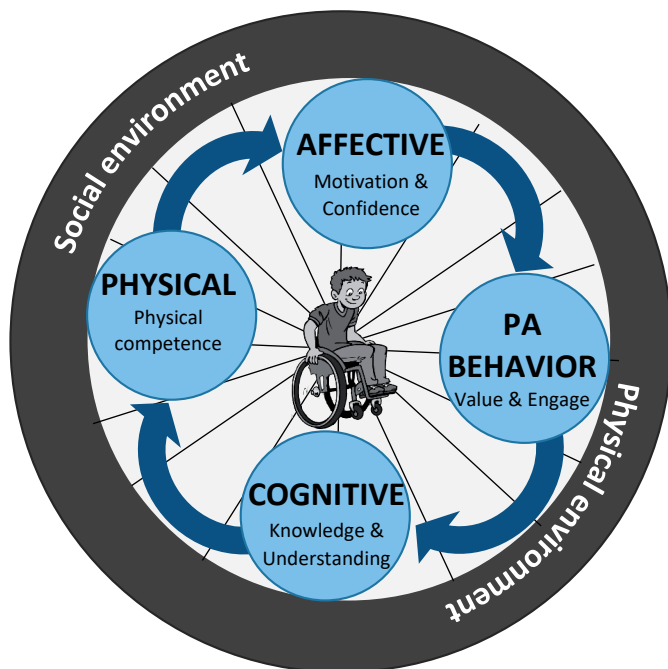 Social environment
AFFECTIVE
Motivation &
Confidence
PHYSICAL
Physical
competence
PA
BEHAVIOR
Value & Engage
COGNITIVE
Knowledge &
Understanding
Physical environment